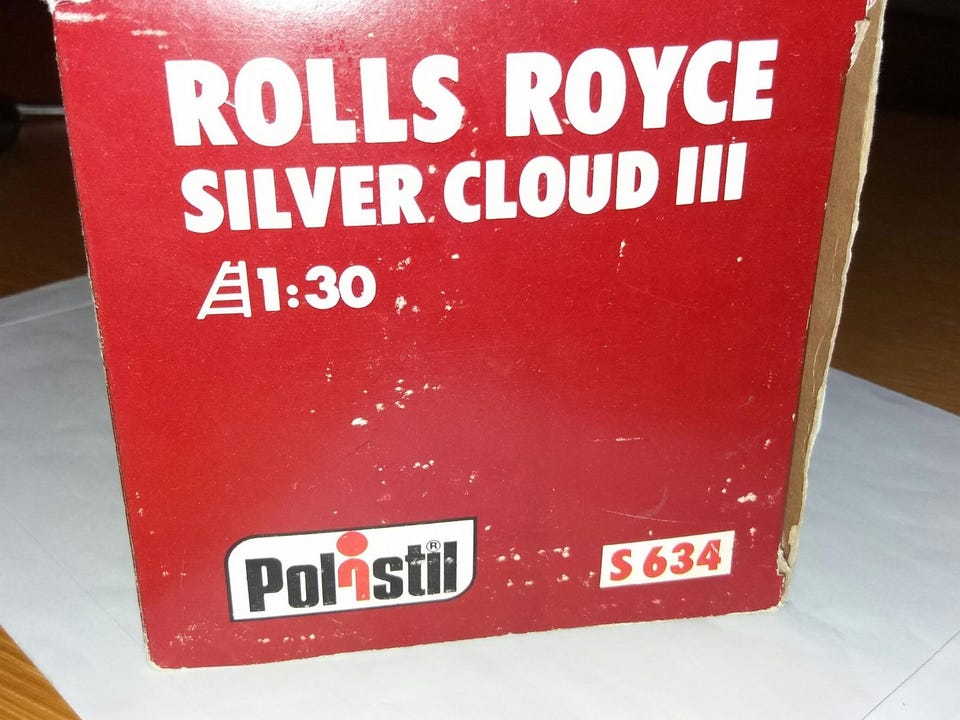 ROLLS ROYCE
SILVER CLOUD III
1:30
Polistil®
S 634